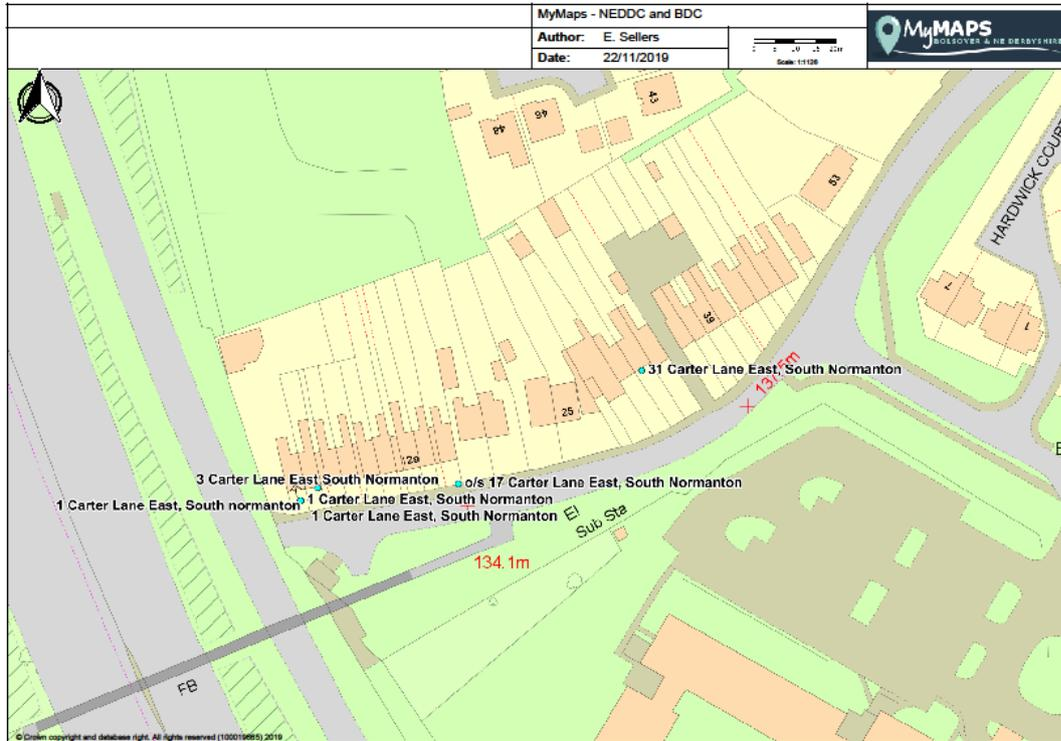 MyMaps - NEDDC and BDC
Author: E. Sellers
Date: 22/11/2019
Scale: 1:1128
MyMAPS
BOLSOVER & NE DERBYSHIRE
43
46
48
53
HARDWICK COURT
1
39
137.5m
31 Carter Lane East, South Normanton
25
12a
3 Carter Lane East South Normanton
o/s 17 Carter Lane East, South Normanton
1 Carter Lane East, South normanton
1 Carter Lane East, South Normanton
1 Carter Lane East, South Normanton
El
Sub Sta
134.1m
FB
© Crown copyright and database right. All rights reserved (100019665) 2019